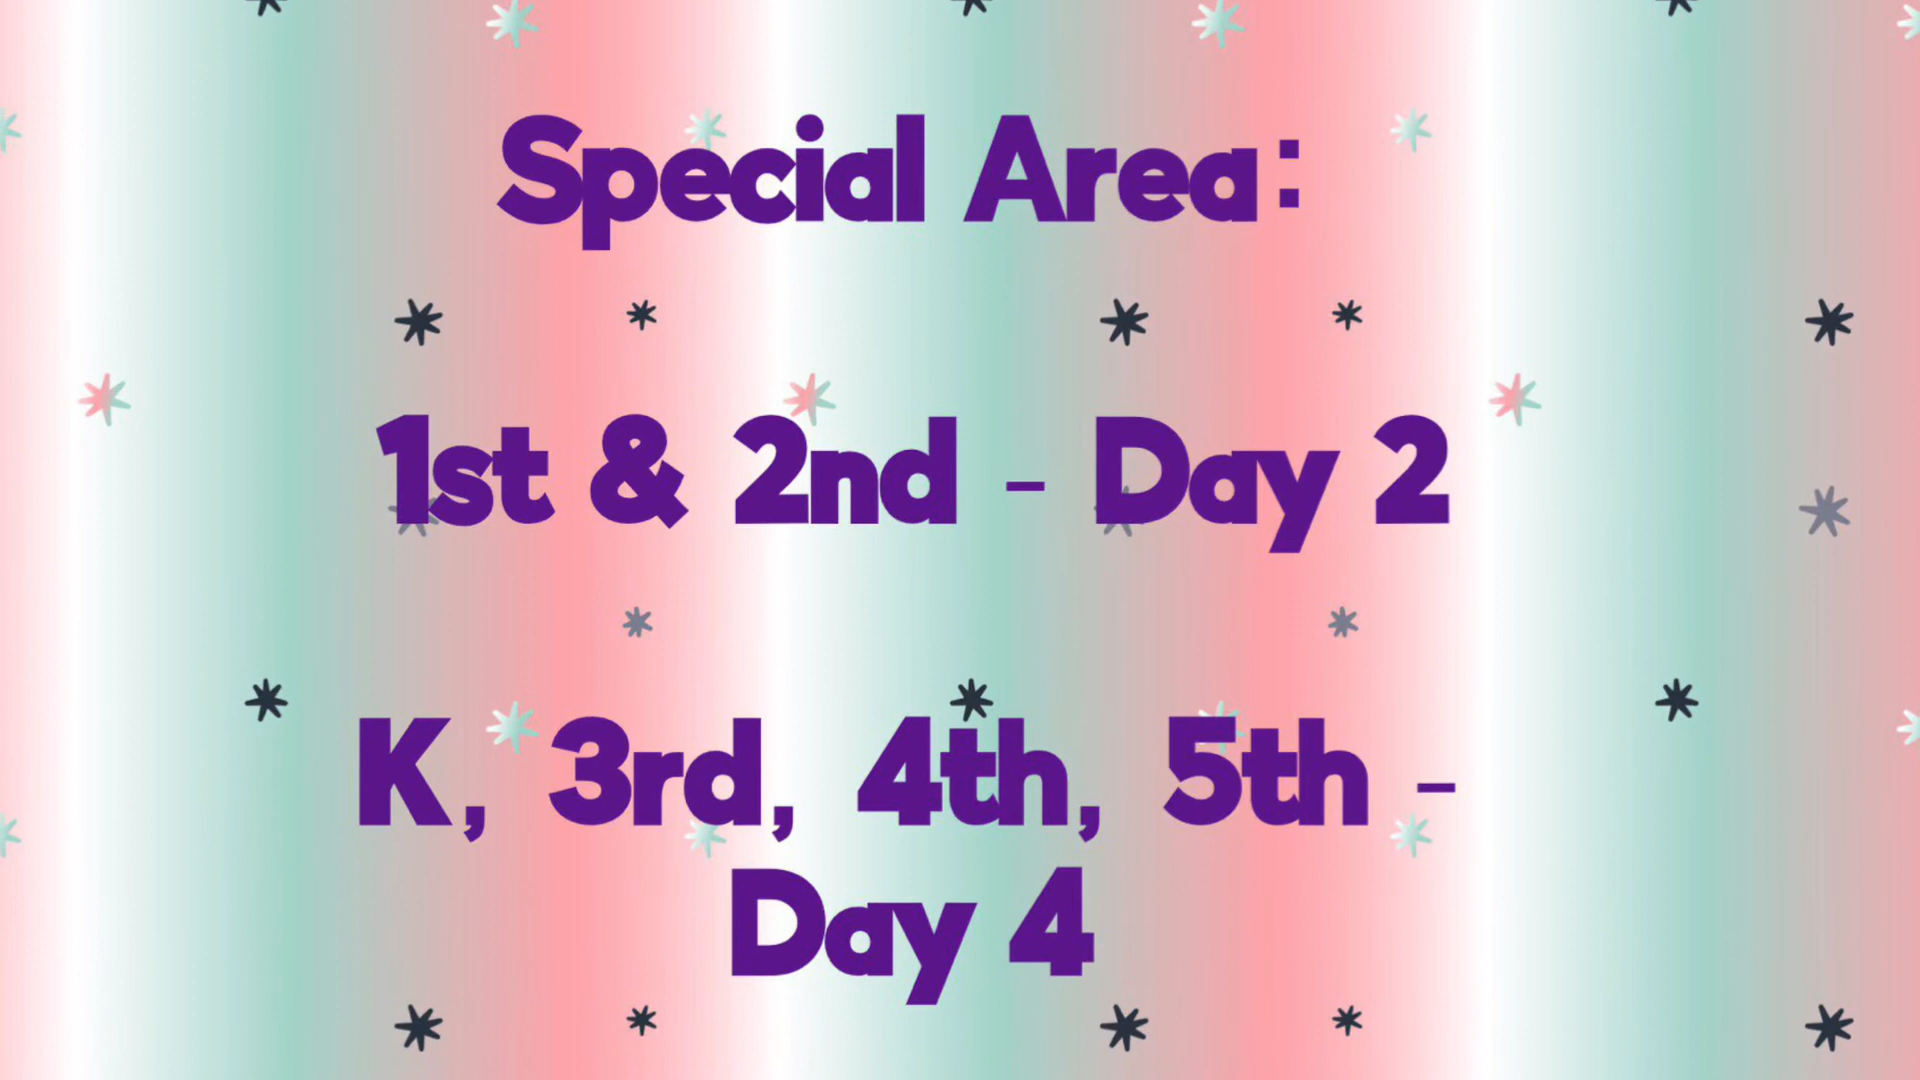 Special Area:
1st & 2nd - Day 2
K, 3rd, 4th, 5th -
Day 4